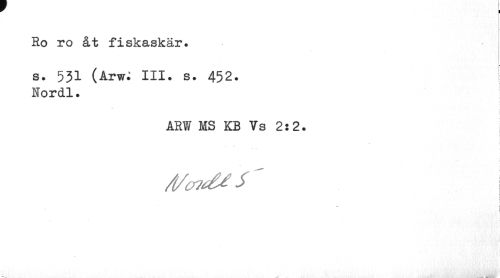 Ro ro åt fiskaskär.
s. 531 (Arw. III. s. 452.
Nordl.
ARW MS KB Vs 2:2.
Nordl 5